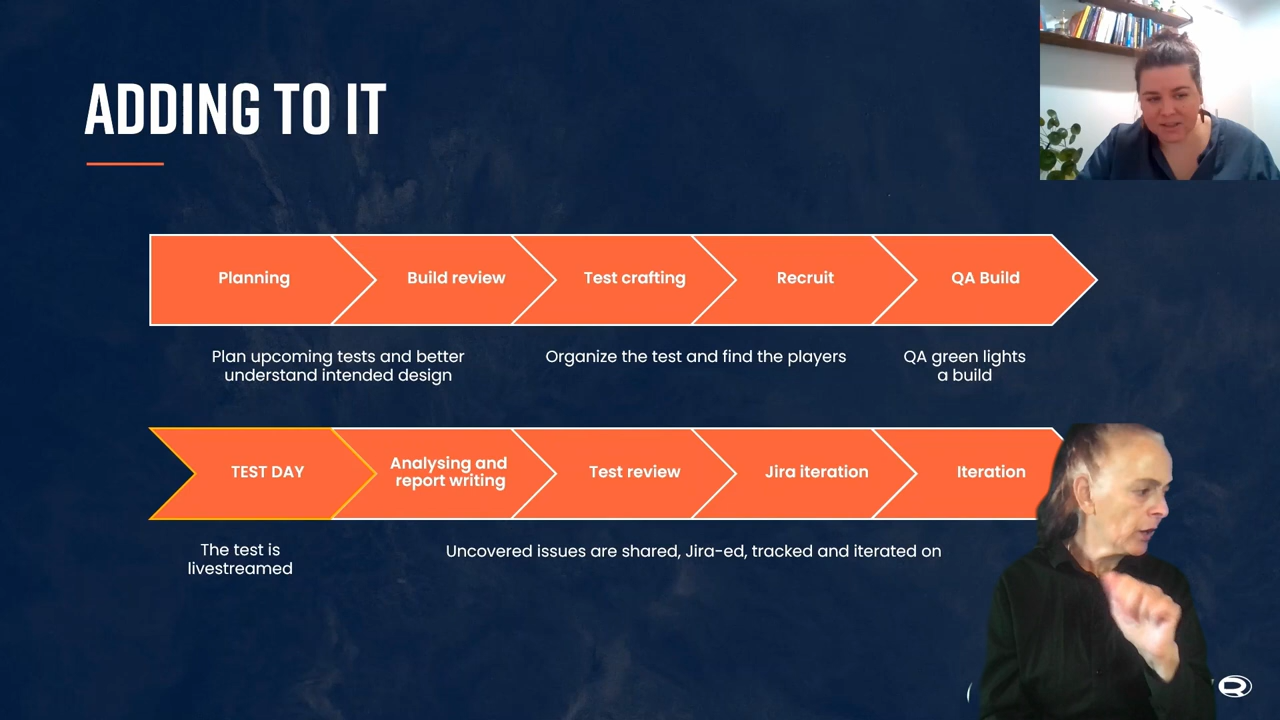 ADDING TO IT
Planning
Build review
Test crafting
Recruit
QA Build
Plan upcoming tests and better
understand intended design
Organize the test and find the players
QA green lights
a build
TEST DAY
Analysing and
report writing
Test review
Jira iteration
Iteration
The test is
livestreamed
Uncovered issues are shared, Jira-ed, tracked and iterated on